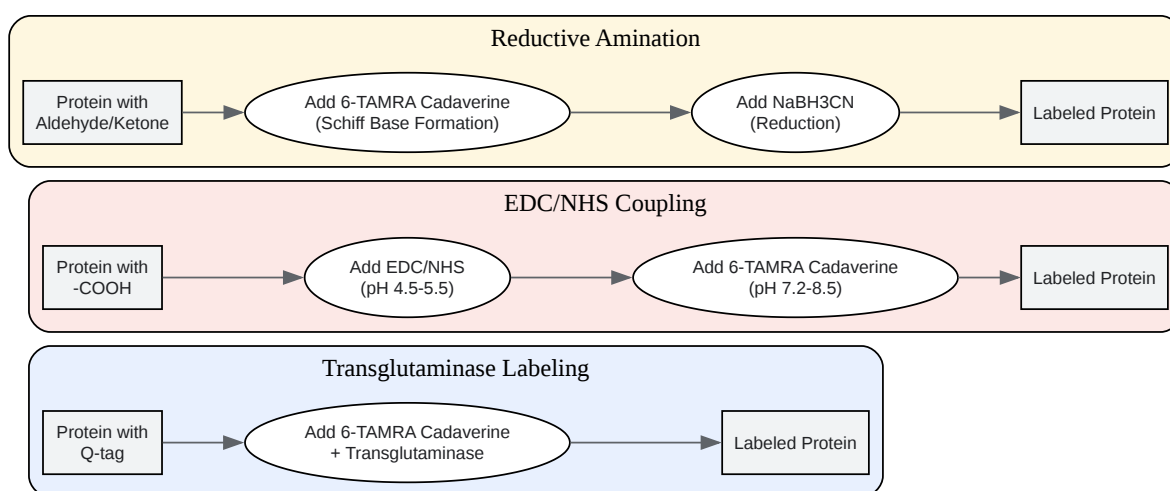 Reductive Amination
Protein with
Aldehyde/Ketone
Add 6-TAMRA Cadaverine
(Schiff Base Formation)
Add NaBH3CN
(Reduction)
Labeled Protein
EDC/NHS Coupling
Protein with
-COOH
Add EDC/NHS
(pH 4.5-5.5)
Add 6-TAMRA Cadaverine
(pH 7.2-8.5)
Labeled Protein
Transglutaminase Labeling
Protein with
Q-tag
Add 6-TAMRA Cadaverine
+ Transglutaminase
Labeled Protein